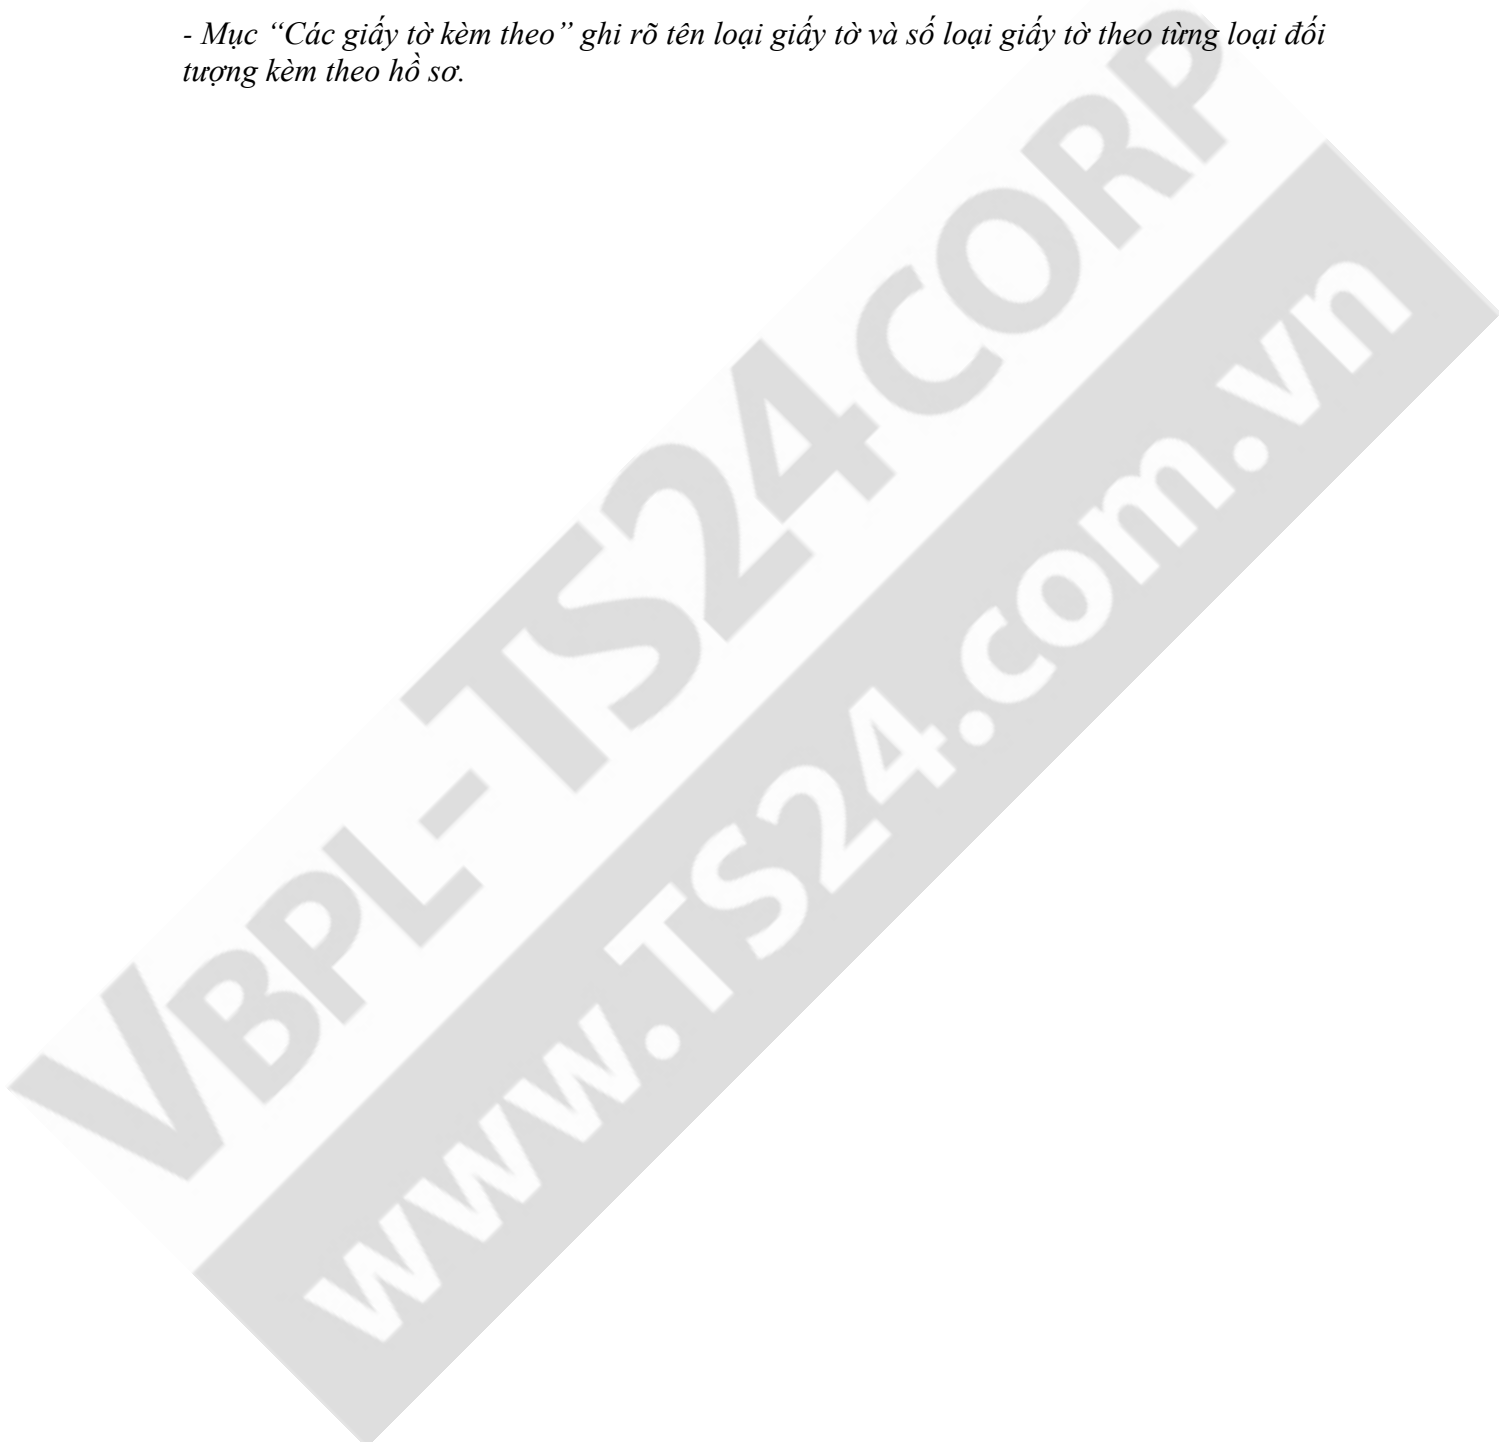 - Mục “Các giấy tờ kèm theo” ghi rõ tên loại giấy tờ và số loại giấy tờ theo từng loại đối
tượng kèm theo hồ sơ.
VBPL-TS24CORP
www.TS24.com.vn